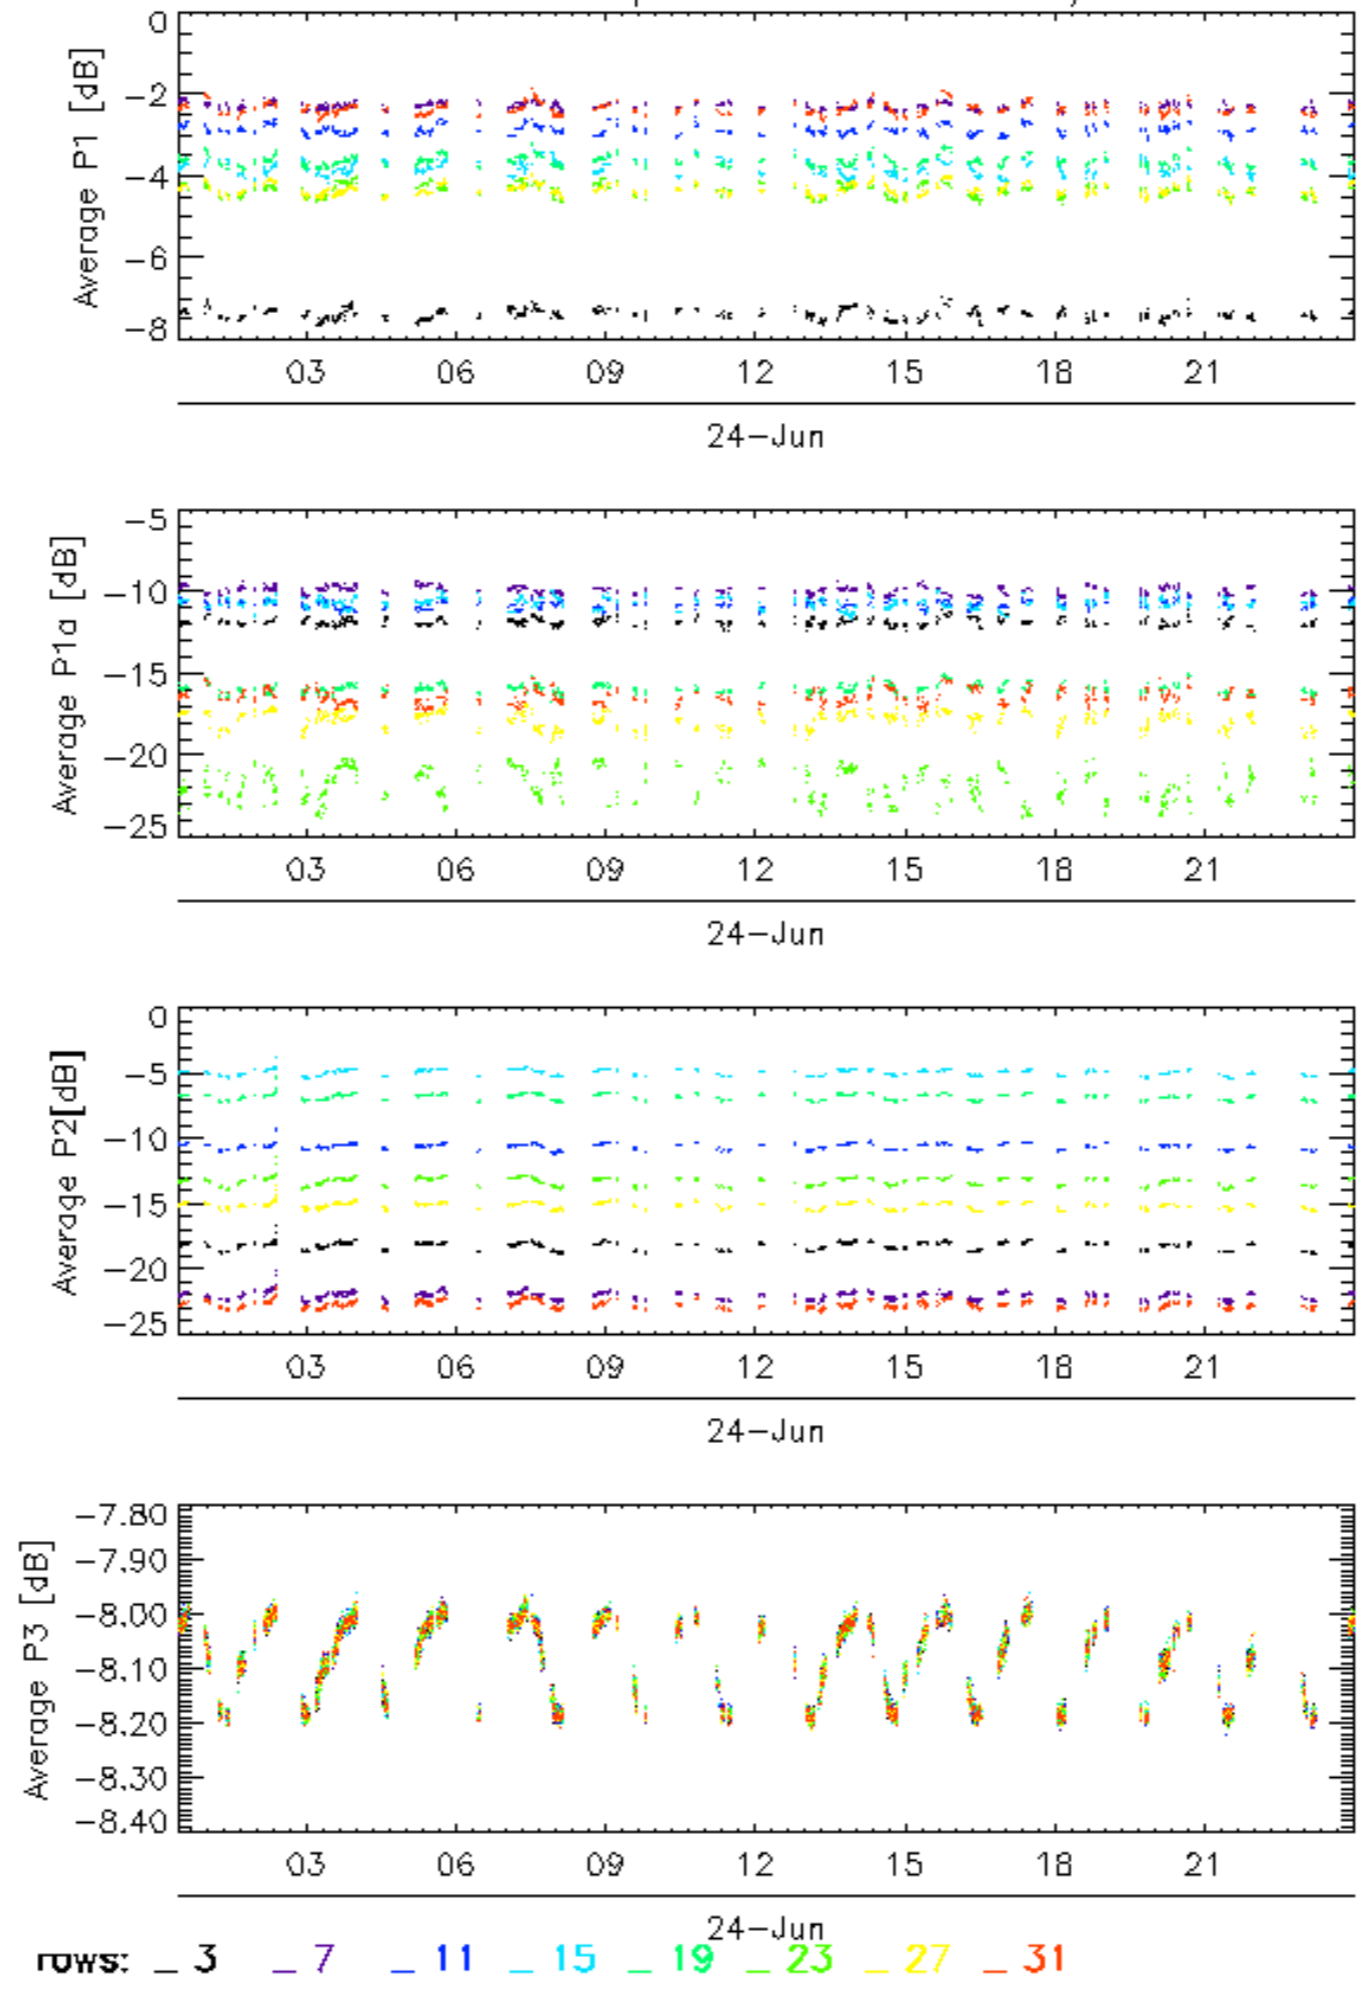 Average P1 [dB]
0
−2
−4
−6
−8
03 06 09 12 15 18 21
24−Jun
Average P1a [dB]
−5
−10
−15
−20
−25
03 06 09 12 15 18 21
24−Jun
Average P2[dB]
0
−5
−10
−15
−20
−25
03 06 09 12 15 18 21
24−Jun
Average P3 [dB]
−7.80
−7.90
−8.00
−8.10
−8.20
−8.30
−8.40
03 06 09 12 15 18 21
24−Jun
rows: _ 3 _ 7 _ 11 _ 15 _ 19 _ 23 _ 27 _ 31